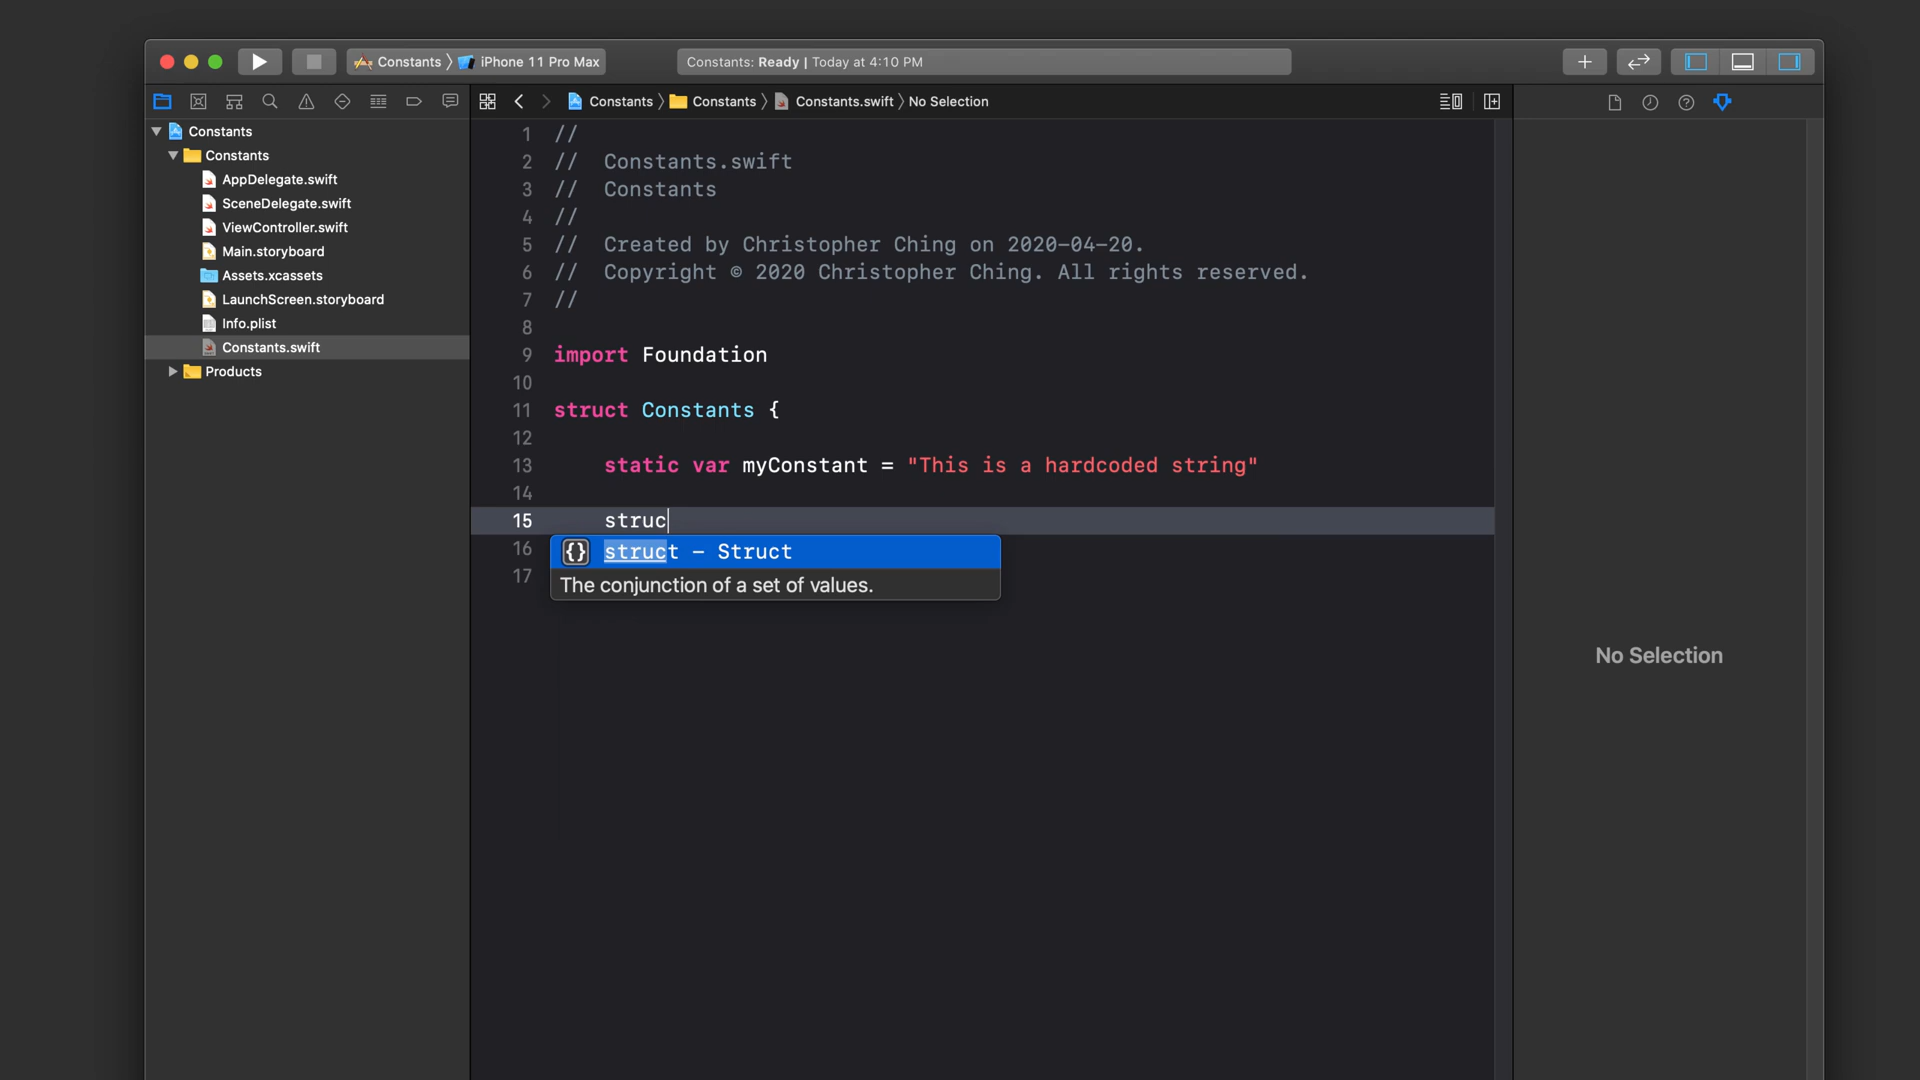 Constants 〉 iPhone 11 Pro Max
Constants: Ready | Today at 4:10 PM
Constants 〉 Constants 〉 Constants.swift 〉 No Selection
Constants
Constants
AppDelegate.swift
SceneDelegate.swift
ViewController.swift
Main.storyboard
Assets.xcassets
LaunchScreen.storyboard
Info.plist
Constants.swift
Products
1 //
2 //  Constants.swift
3 //  Constants
4 //
5 //  Created by Christopher Ching on 2020-04-20.
6 //  Copyright © 2020 Christopher Ching. All rights reserved.
7 //
8
9 import Foundation
10
11 struct Constants {
12
13     static var myConstant = "This is a hardcoded string"
14
15     struc
16
17
struct – Struct
The conjunction of a set of values.
No Selection